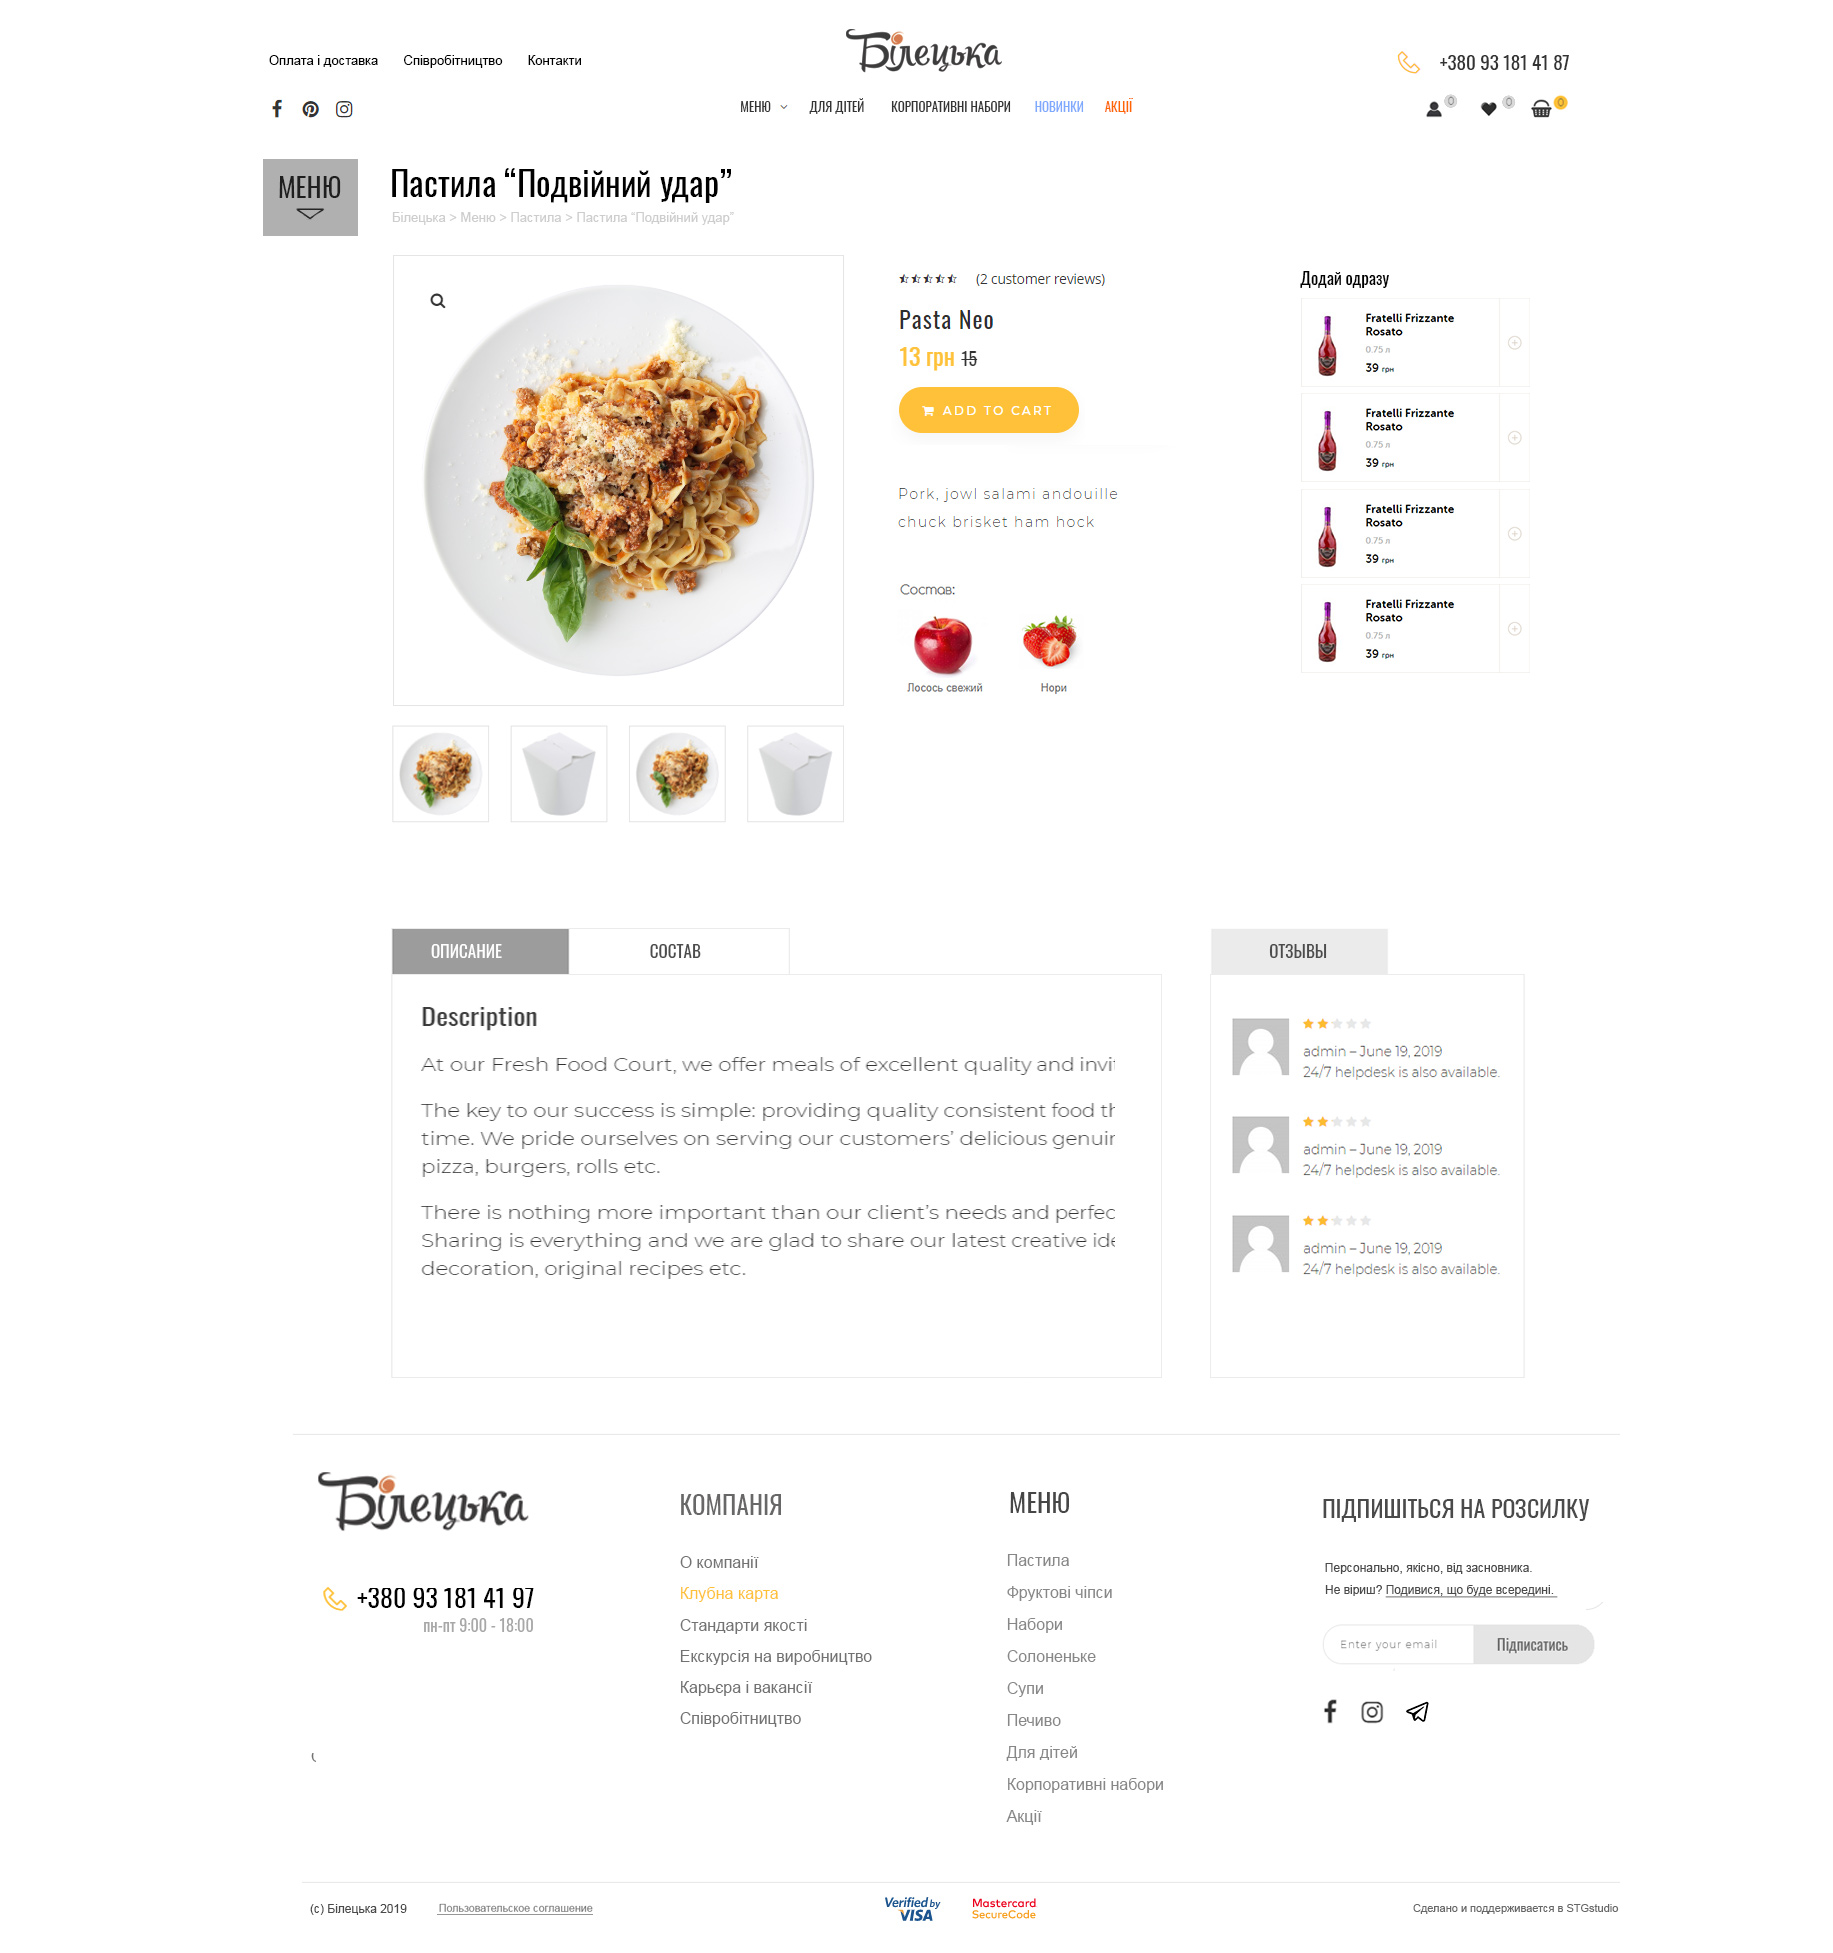 Оплата і доставка Співробітництво Контакти
Білецька
+380 93 181 41 87
МЕНЮ ДЛЯ ДІТЕЙ КОРПОРАТИВНІ НАБОРИ НОВИНКИ АКЦІЇ
0 0 0
МЕНЮ
Пастила “Подвійний удар”
Білецька > Меню > Пастила > Пастила “Подвійний удар”
(2 customer reviews)
Pasta Neo
13 грн 15
ADD TO CART
Pork, jowl salami andouille
chuck brisket ham hock
Состав:
Лосось свежий Нори
Додай одразу
Fratelli Frizzante
Rosato
0.75 л
39 грн
Fratelli Frizzante
Rosato
0.75 л
39 грн
Fratelli Frizzante
Rosato
0.75 л
39 грн
Fratelli Frizzante
Rosato
0.75 л
39 грн
ОПИСАНИЕ СОСТАВ
Description
At our Fresh Food Court, we offer meals of excellent quality and invit
The key to our success is simple: providing quality consistent food th
time. We pride ourselves on serving our customers’ delicious genuin
pizza, burgers, rolls etc.
There is nothing more important than our client’s needs and perfec
Sharing is everything and we are glad to share our latest creative ide
decoration, original recipes etc.
ОТЗЫВЫ
admin – June 19, 2019
24/7 helpdesk is also available.
admin – June 19, 2019
24/7 helpdesk is also available.
admin – June 19, 2019
24/7 helpdesk is also available.
Білецька
+380 93 181 41 97
пн-пт 9:00 - 18:00
КОМПАНІЯ
О компанії
Клубна карта
Стандарти якості
Екскурсія на виробництво
Карьєра і вакансії
Співробітництво
МЕНЮ
Пастила
Фруктові чіпси
Набори
Солоненьке
Супи
Печиво
Для дітей
Корпоративні набори
Акції
ПІДПИШІТЬСЯ НА РОЗСИЛКУ
Персонально, якісно, від засновника.
Не віриш? Подивися, що буде всередині.
Enter your email Підписатись
(с) Білецька 2019 Пользовательское соглашение
Verified by
VISA
Mastercard
SecureCode
Сделано и поддерживается в STGstudio